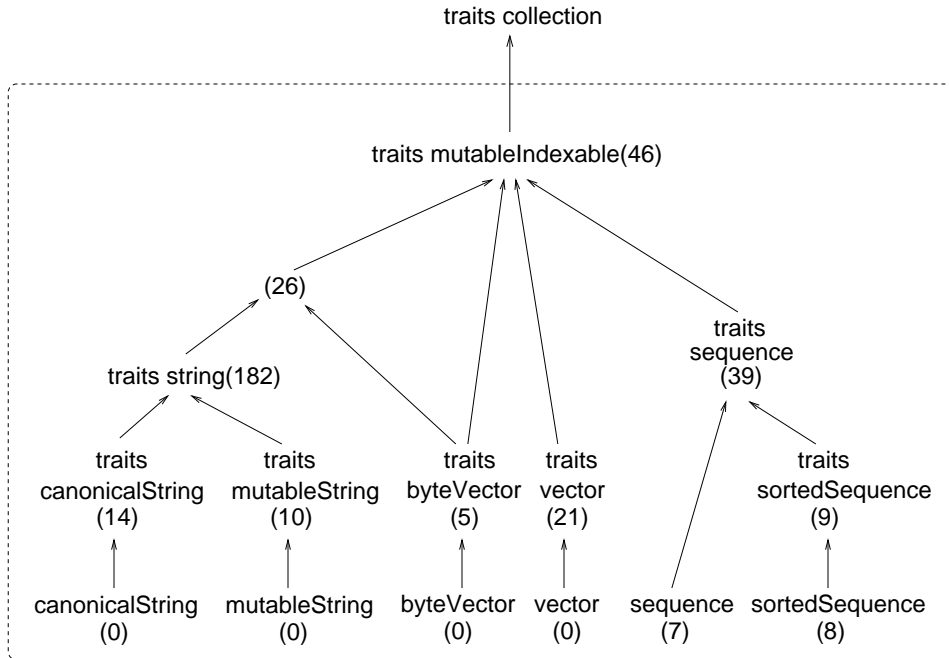 traits collection
traits mutableIndexable(46)
(26)
traits
sequence
(39)
traits string(182)
traits
canonicalString
(14)
traits
mutableString
(10)
traits
byteVector
(5)
traits
vector
(21)
traits
sortedSequence
(9)
canonicalString
(0)
mutableString
(0)
byteVector
(0)
vector
(0)
sequence
(7)
sortedSequence
(8)